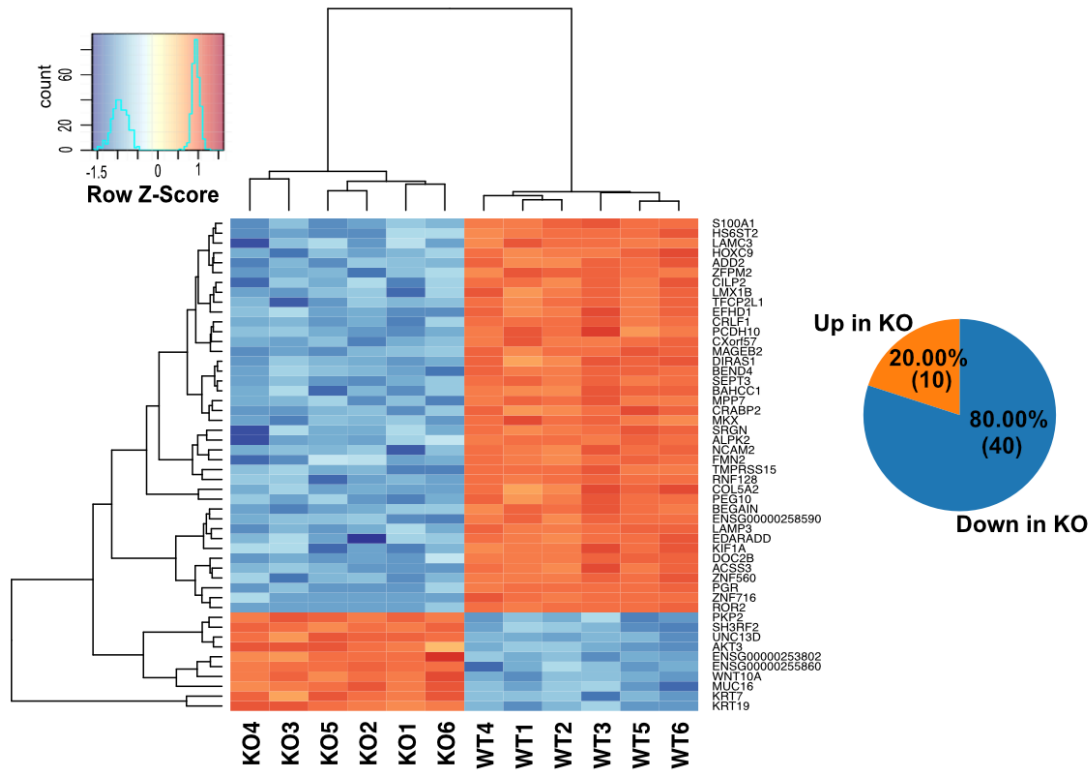 count
60
20
0
-1.5
0
1
Row Z-Score
S100A1
HS6ST2
LAMC3
HOXC9
ADD2
ZFPM2
CILP2
LMX1B
TFCP2L1
EFHD1
CRLF1
PCDH10
CXorf57
MAGEB2
DIRAS1
BEND4
SEPT3
BAHCC1
MPP7
CRABP2
MKX
SRGN
ALPK2
NCAM2
FMN2
TMPRSS15
RNF128
COL5A2
PEG10
BEGAIN
ENSG00000258590
LAMP3
EDARADD
KIF1A
DOC2B
ACSS3
ZNF560
PGR
ZNF716
ROR2
PKP2
SH3RF2
UNC13D
AKT3
ENSG00000253802
ENSG00000255860
WNT10A
MUC16
KRT7
KRT19
KO4
KO3
KO5
KO2
KO1
KO6
WT4
WT1
WT2
WT3
WT5
WT6
Up in KO
20.00%
(10)
80.00%
(40)
Down in KO